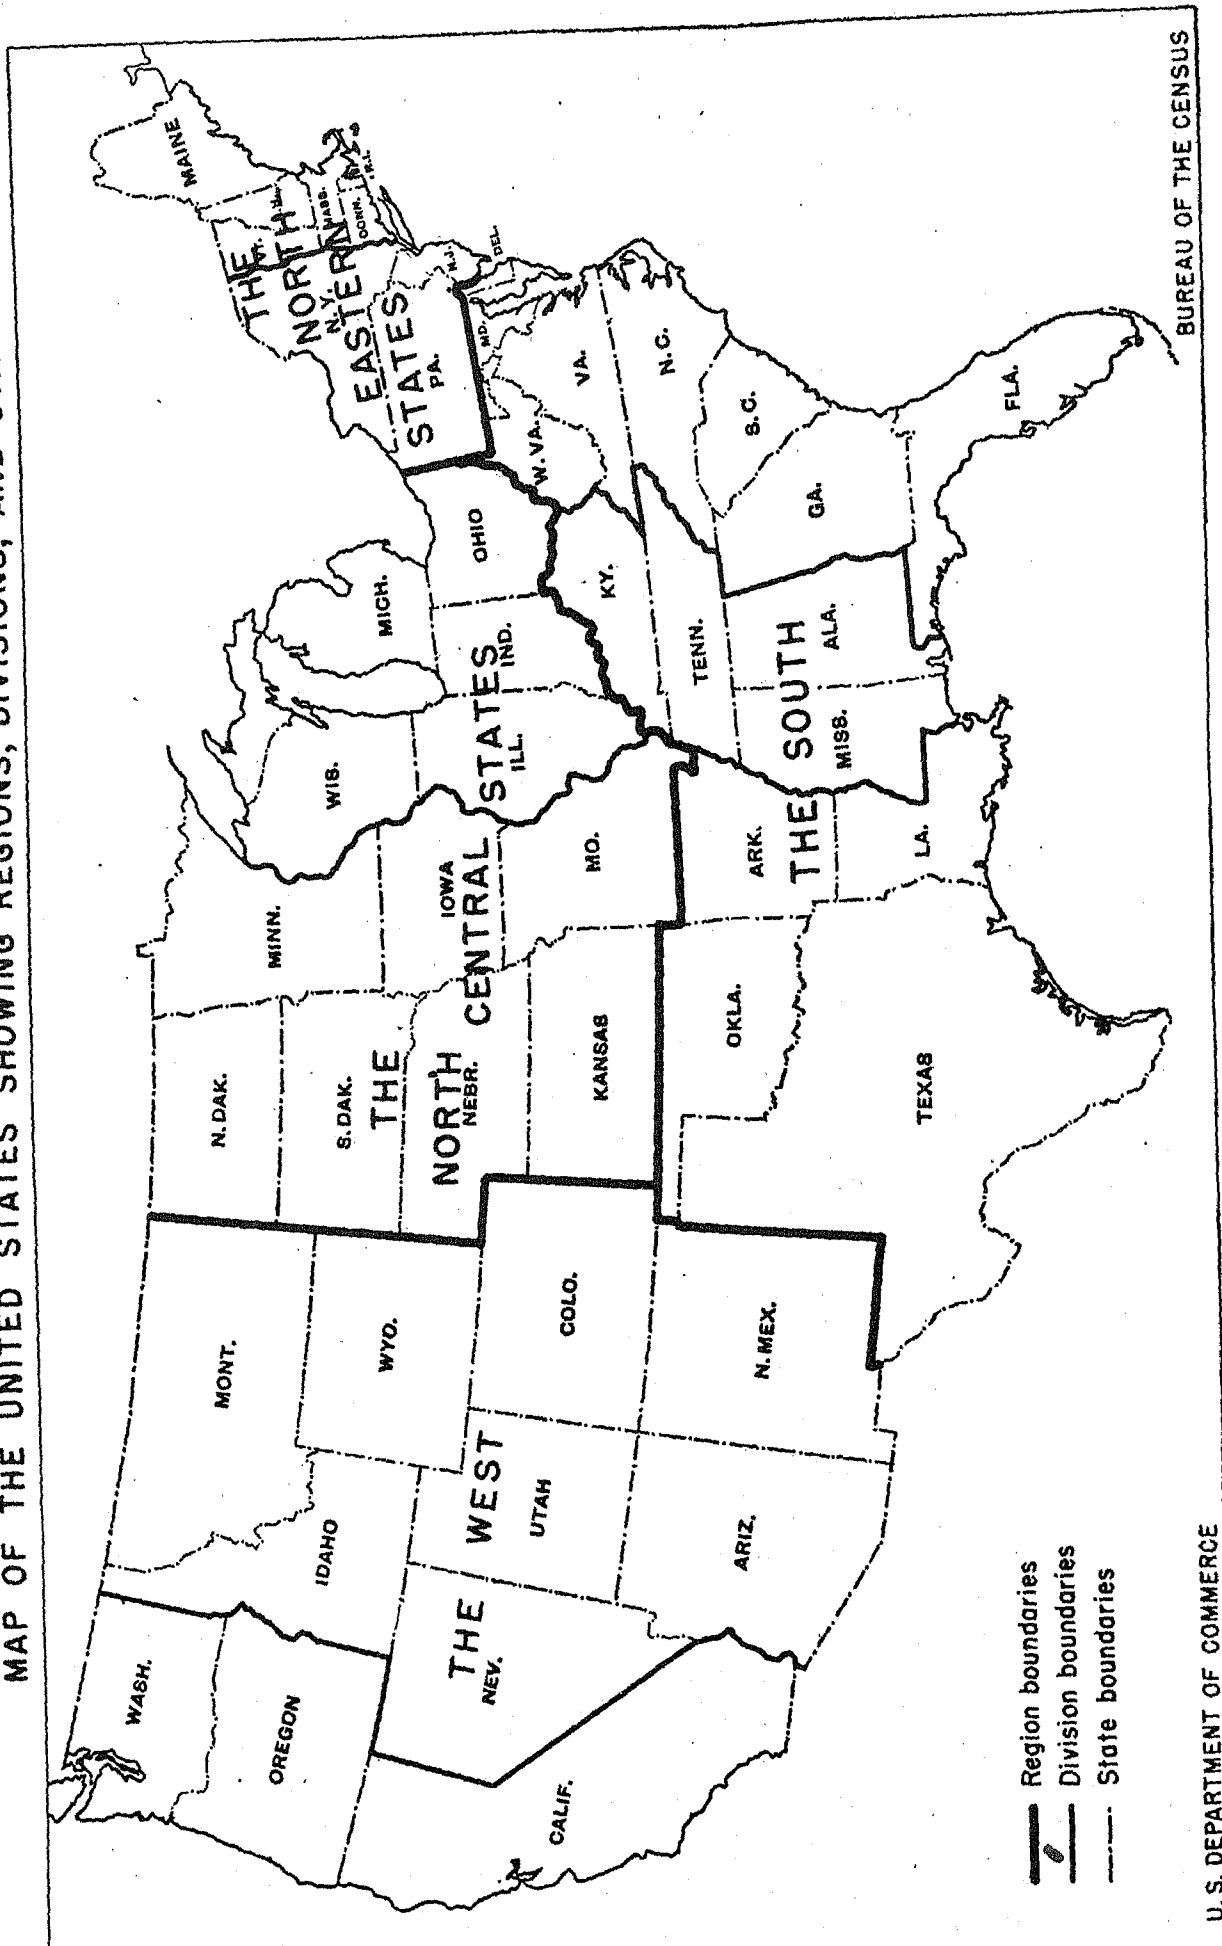 MAP OF THE UNITED STATES SHOWING REGIONS, DIVISIONS, AND
WASH.
OREGON
CALIF.
THE
WEST
NEV.
IDAHO
UTAH
ARIZ.
MONT.
WYO.
COLO.
N. MEX.
THE
NORTH
CENTRAL
STATES
N. DAK.
S. DAK.
NEBR.
KANSAS
MINN.
IOWA
MO.
WIS.
ILL.
IND.
MICH.
OHIO
THE SOUTH
TEXAS
OKLA.
ARK.
LA.
MISS.
ALA.
TENN.
KY.
GA.
FLA.
S.C.
N.C.
VA.
W. VA.
MD.
DEL.
THE
NORTH
EASTERN
STATES
PA.
N.J.
N.Y.
CONN.
R.I.
MASS.
VT.
MAINE
Region boundaries
Division boundaries
State boundaries
U.S. DEPARTMENT OF COMMERCE
BUREAU OF THE CENSUS